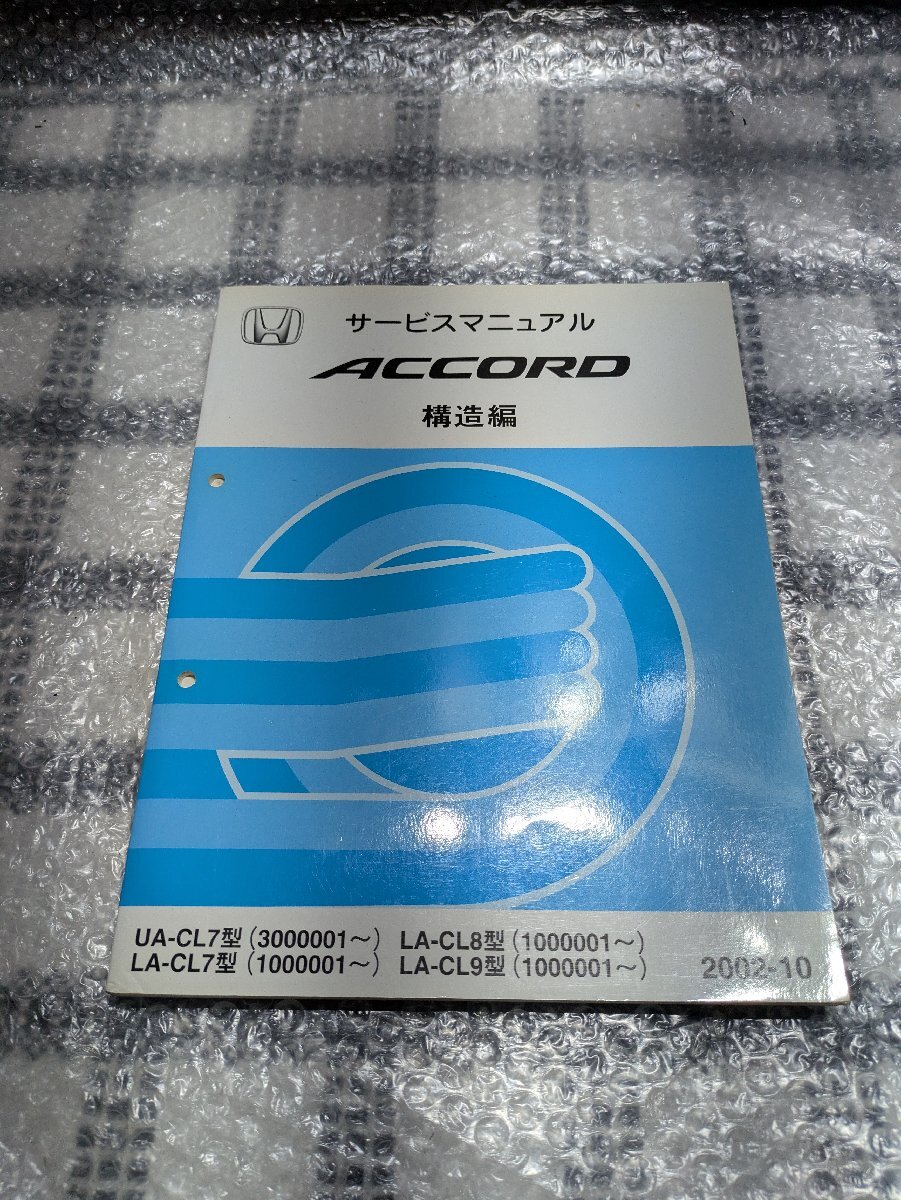 サービスマニュアル
ACCORD
構造編
UA-CL7型 (3000001〜) LA-CL8型 (1000001〜)
LA-CL7型 (1000001〜) LA-CL9型 (1000001〜) 2002-10